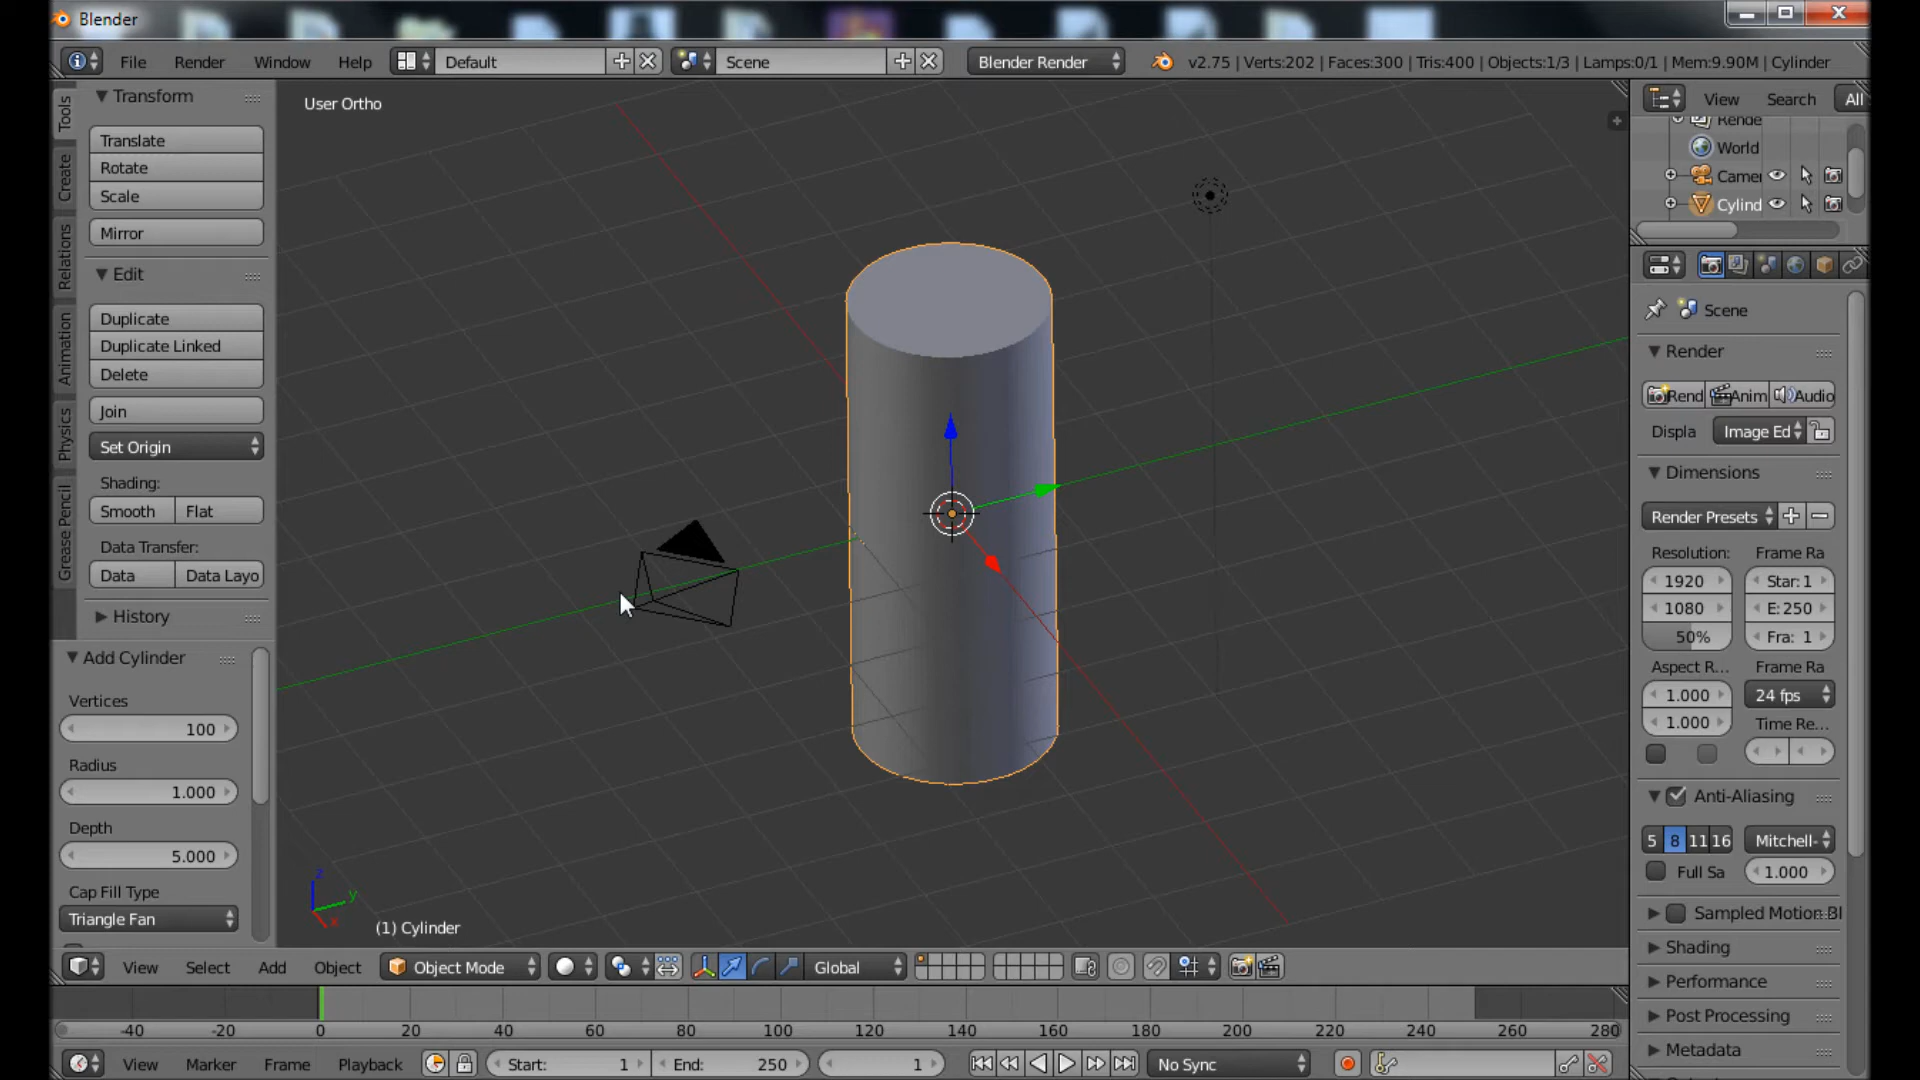 Blender
File Render Window Help Default Scene Blender Render v2.75 | Verts:202 | Faces:300 | Tris:400 | Objects:1/3 | Lamps:0/1 | Mem:9.90M | Cylinder
Tools
Create
Relations
Animation
Physics
Grease Pencil
Transform
Translate
Rotate
Scale
Mirror
Edit
Duplicate
Duplicate Linked
Delete
Join
Set Origin
Shading:
Smooth Flat
Data Transfer:
Data Data Layo
History
Add Cylinder
Vertices
100
Radius
1.000
Depth
5.000
Cap Fill Type
Triangle Fan
User Ortho
z
y
x
(1) Cylinder
View Search All
Rende
World
Camer
Cylind
Scene
Render
Rend Anim Audio
Displa Image Ed
Dimensions
Render Presets
Resolution: Frame Ra
1920 Star: 1
1080 E: 250
50% Fra: 1
Aspect R... Frame Ra
1.000 24 fps
1.000 Time Re...
Anti-Aliasing
5 8 11 16 Mitchell-
Full Sa 1.000
Sampled Motion Bl
Shading
Performance
Post Processing
Metadata
View Select Add Object Object Mode Global
-40 -20 0 20 40 60 80 100 120 140 160 180 200 220 240 260 280
View Marker Frame Playback Start: 1 End: 250 1 No Sync